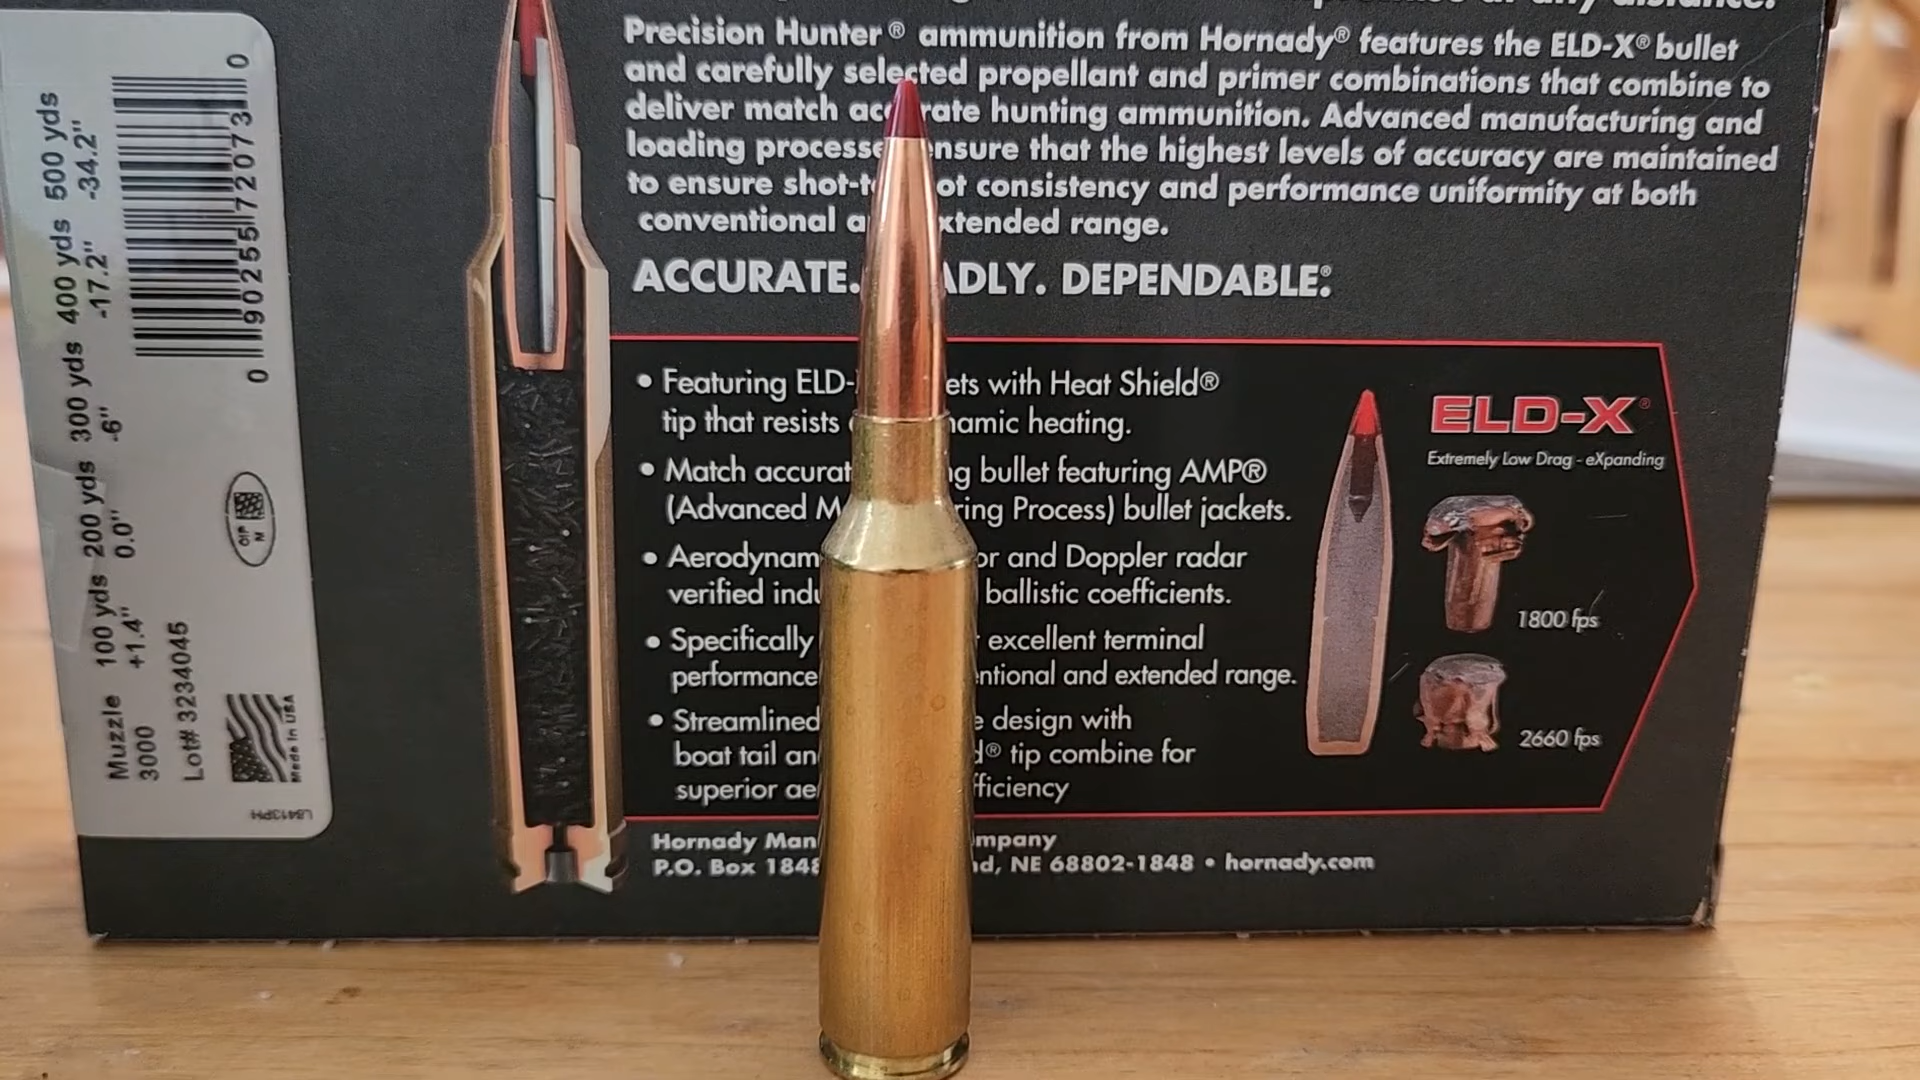 Precision Hunter® ammunition from Hornady® features the ELD-X® bullet
and carefully selected propellant and primer combinations that combine to
deliver match acc rate hunting ammunition. Advanced manufacturing and
loading processe ensure that the highest levels of accuracy are maintained
to ensure shot-t ot consistency and performance uniformity at both
conventional a xtended range.
ACCURATE. ADLY. DEPENDABLE.®
• Featuring ELD- ets with Heat Shield®
tip that resists namic heating.
• Match accurat ng bullet featuring AMP®
(Advanced M ring Process) bullet jackets.
• Aerodynam or and Doppler radar
verified indu ballistic coefficients.
• Specifically excellent terminal
performance ntional and extended range.
• Streamlined e design with
boat tail an d® tip combine for
superior ae fficiency
ELD-X®
Extremely Low Drag - eXpanding
1800 fps
2660 fps
Hornady Man mpany
P.O. Box 1848 nd, NE 68802-1848 • hornady.com
0 90255 72073 0
Muzzle 100 yds 200 yds 300 yds 400 yds 500 yds
3000 +1.4" 0.0" -6" -17.2" -34.2"
Lot# 3234045
Made in USA
CIP
N
L8413PH